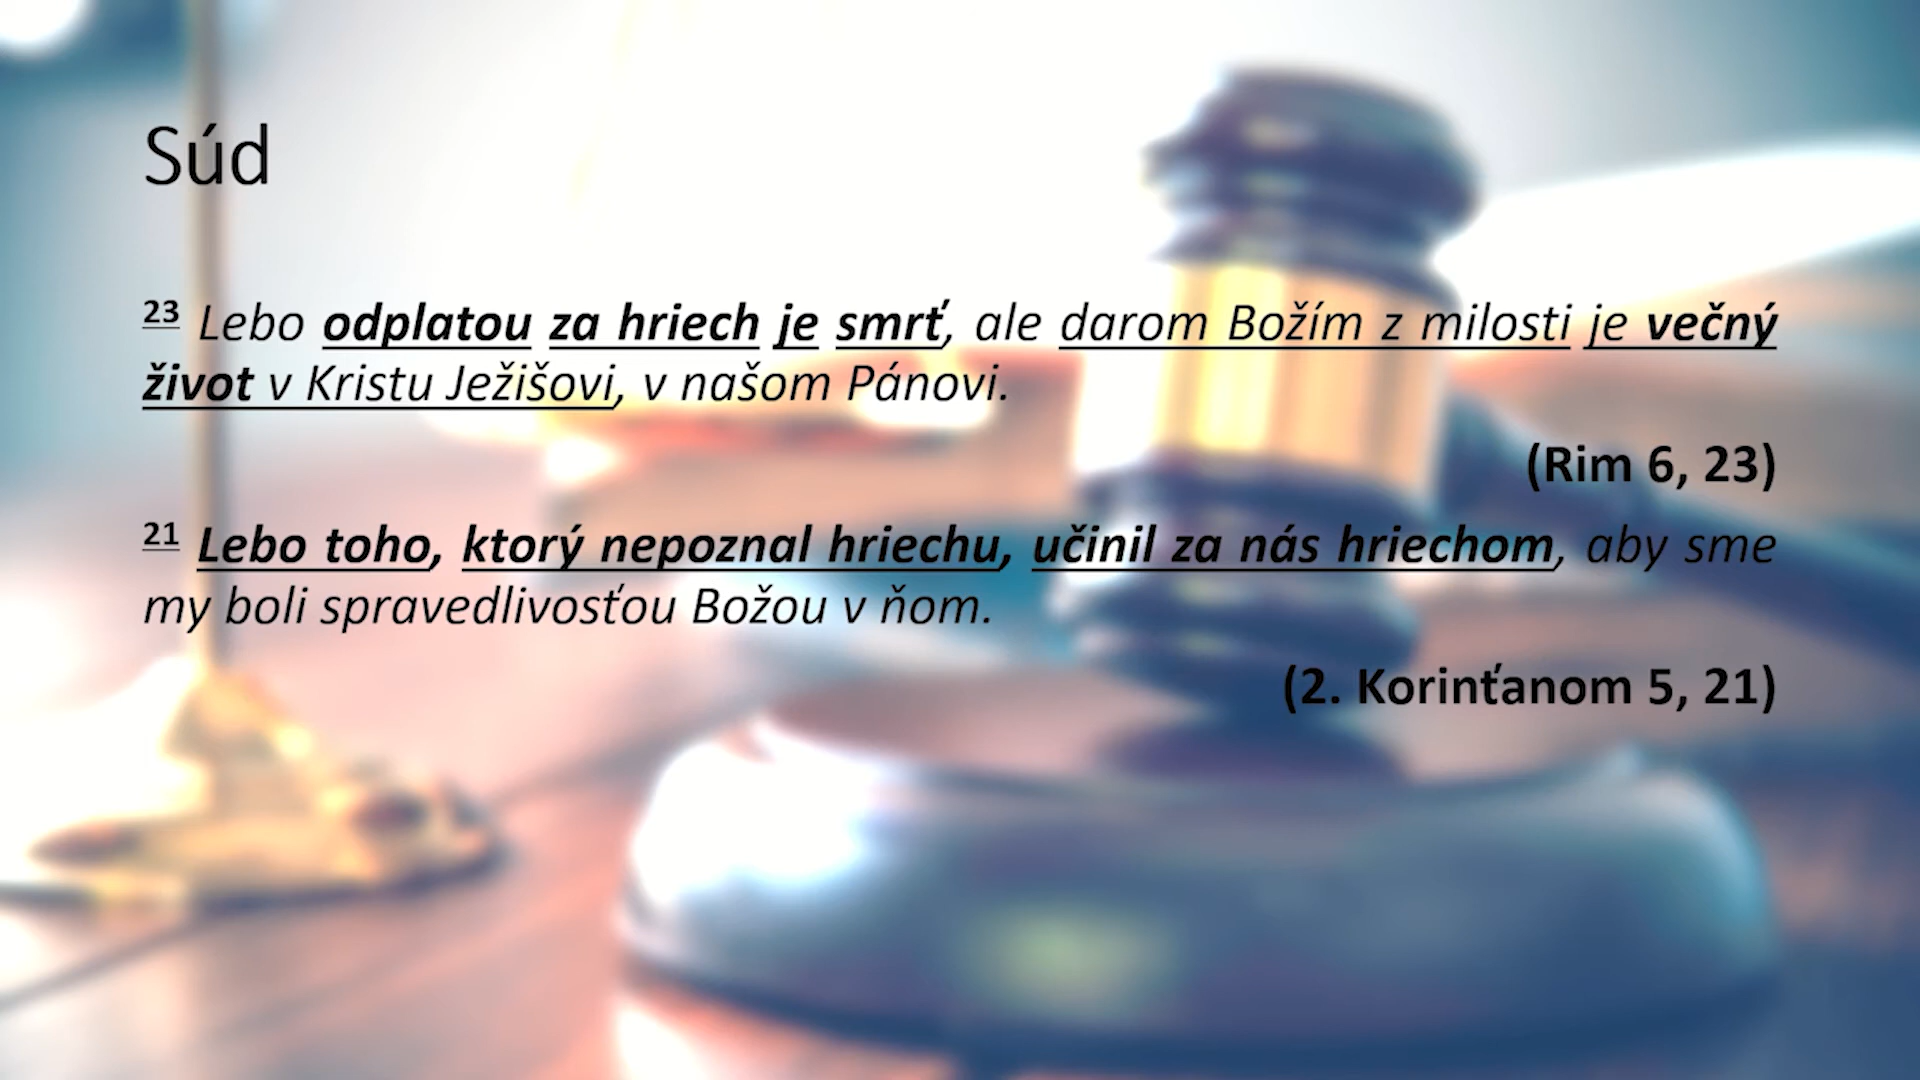 Súd
23 Lebo odplatou za hriech je smrť, ale darom Božím z milosti je večný
život v Kristu Ježišovi, v našom Pánovi.
(Rim 6, 23)
21 Lebo toho, ktorý nepoznal hriechu, učinil za nás hriechom, aby sme
my boli spravedlivosťou Božou v ňom.
(2. Korinťanom 5, 21)